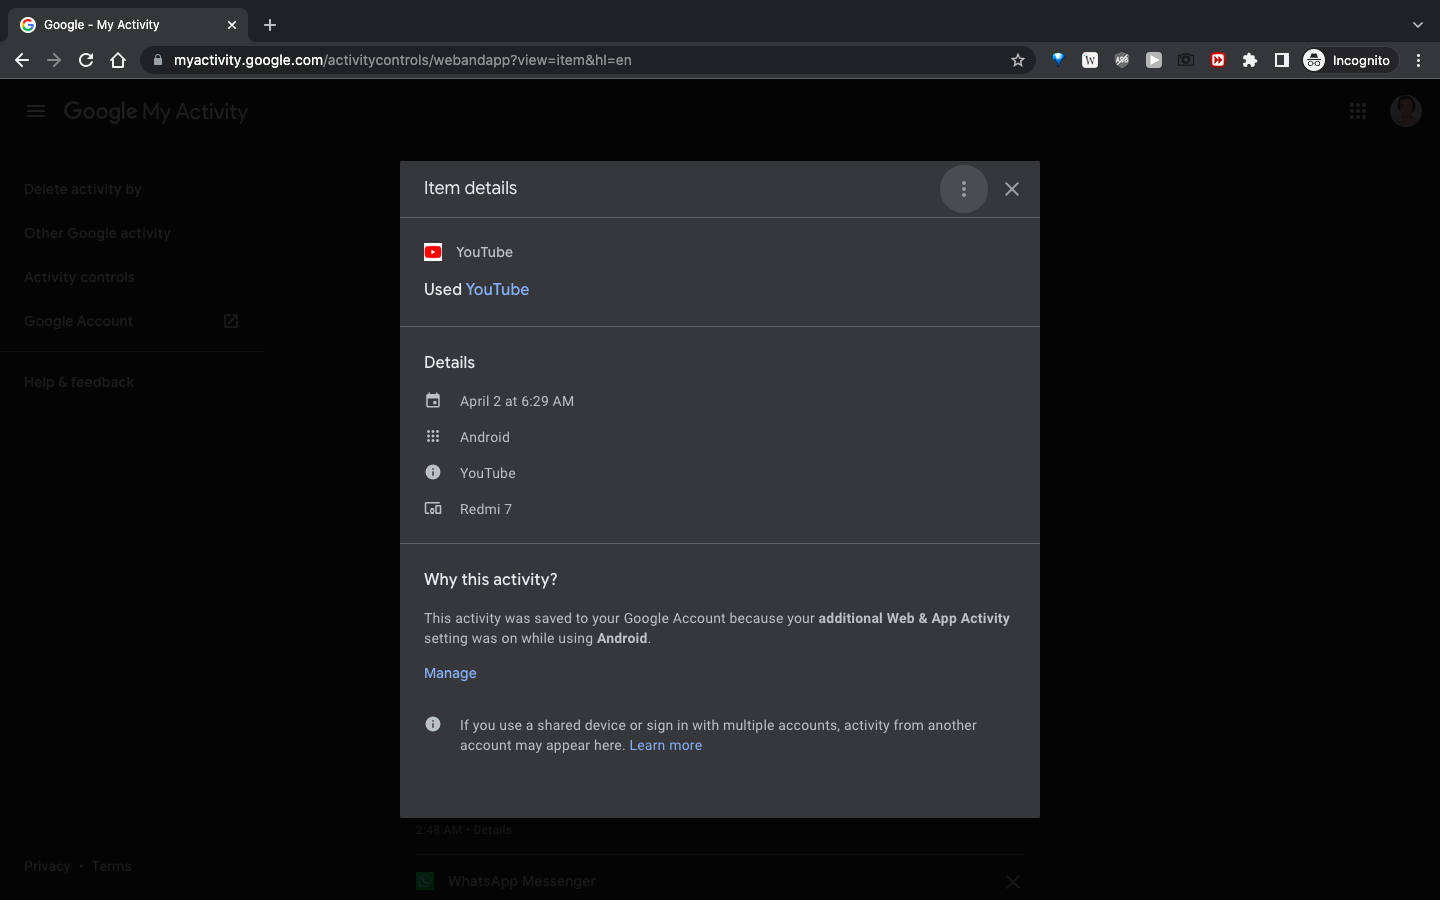 Google - My Activity
myactivity.google.com/activitycontrols/webandapp?view=item&hl=en
W
ABS
Incognito
Google My Activity
Delete activity by
Other Google activity
Activity controls
Google Account
Help & feedback
Item details
YouTube
Used YouTube
Details
April 2 at 6:29 AM
Android
YouTube
Redmi 7
Why this activity?
This activity was saved to your Google Account because your additional Web & App Activity
setting was on while using Android.
Manage
If you use a shared device or sign in with multiple accounts, activity from another
account may appear here. Learn more
2:48 AM • Details
Privacy • Terms
WhatsApp Messenger